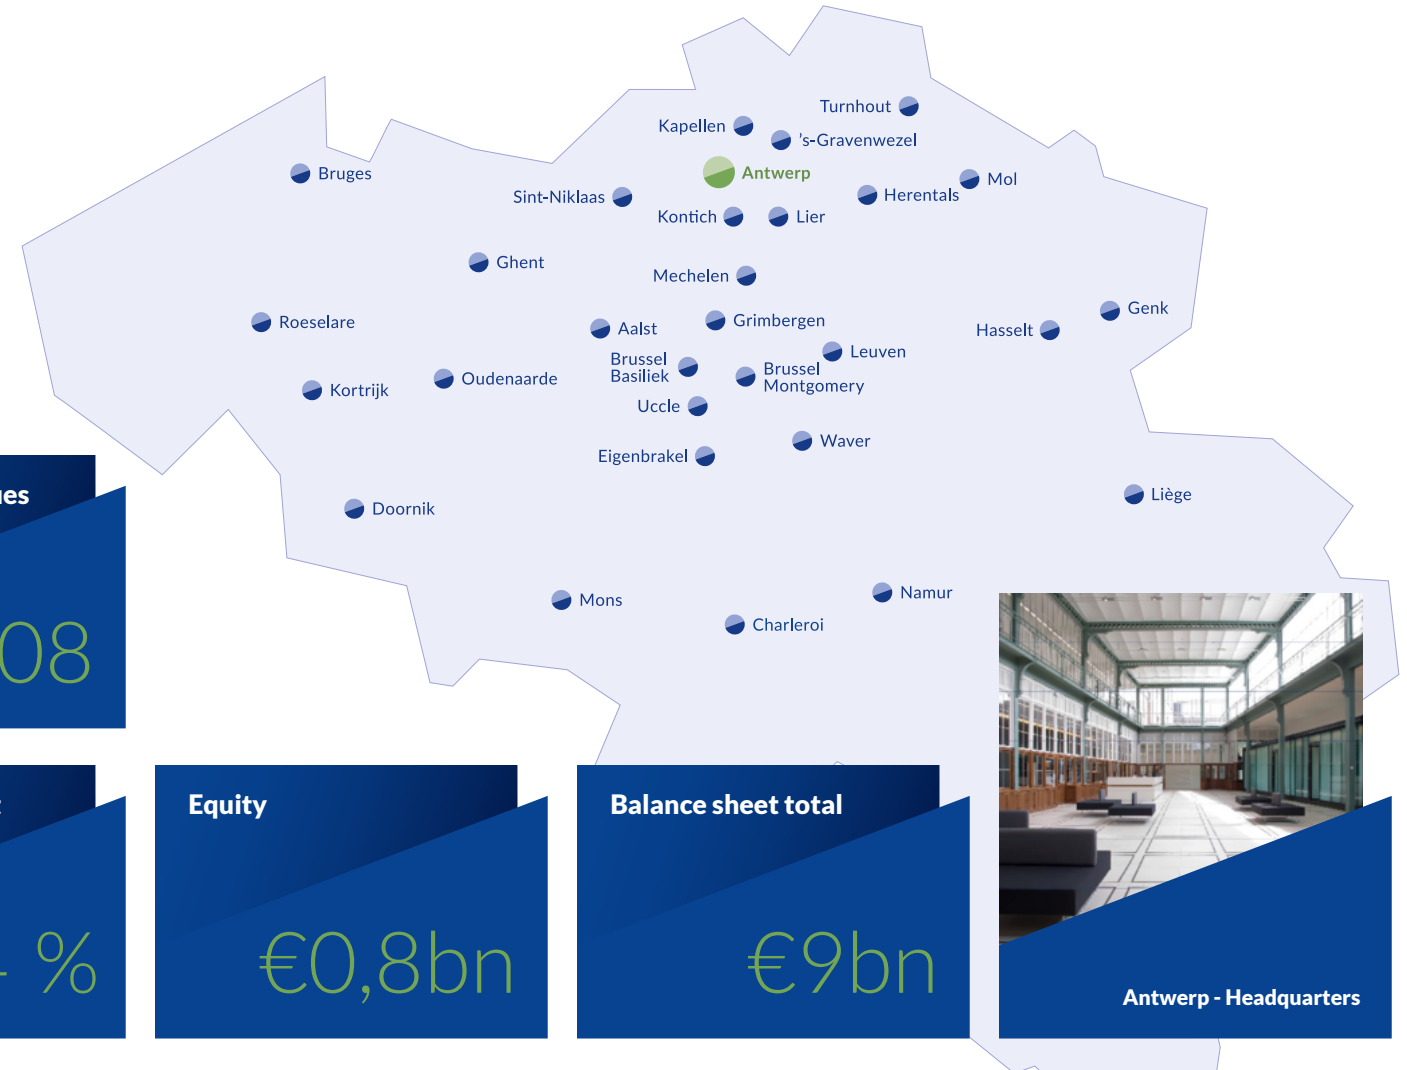 Turnhout
Kapellen
's-Gravenwezel
Bruges
Antwerp
Mol
Sint-Niklaas
Herentals
Kontich
Lier
Ghent
Mechelen
Genk
Roeselare
Grimbergen
Aalst
Hasselt
Leuven
Brussel
Basiliek
Brussel
Montgomery
Oudenaarde
Kortrijk
Uccle
Waver
Eigenbrakel
Liège
Doornik
Namur
Mons
Charleroi
08
Equity
Balance sheet total
%
€0,8bn
€9bn
Antwerp - Headquarters